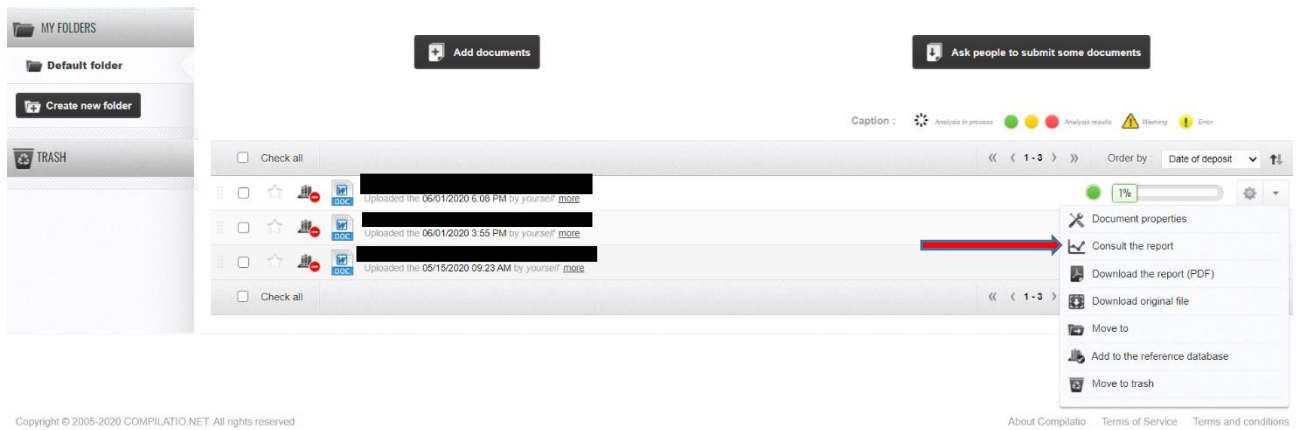 MY FOLDERS
Default folder
Create new folder
TRASH
Add documents
Ask people to submit some documents
Caption : Analysis in process Analysis results Warning Error
Check all
1 - 3 Order by : Date of deposit
DOC Uploaded the 06/01/2020 6:08 PM by yourself more
1%
DOC Uploaded the 06/01/2020 3:55 PM by yourself more
DOC Uploaded the 05/15/2020 09:23 AM by yourself more
Check all
1 - 3
Document properties
Consult the report
Download the report (PDF)
Download original file
Move to
Add to the reference database
Move to trash
Copyright © 2005-2020 COMPILATIO.NET. All rights reserved
About Compilatio Terms of Service Terms and conditions